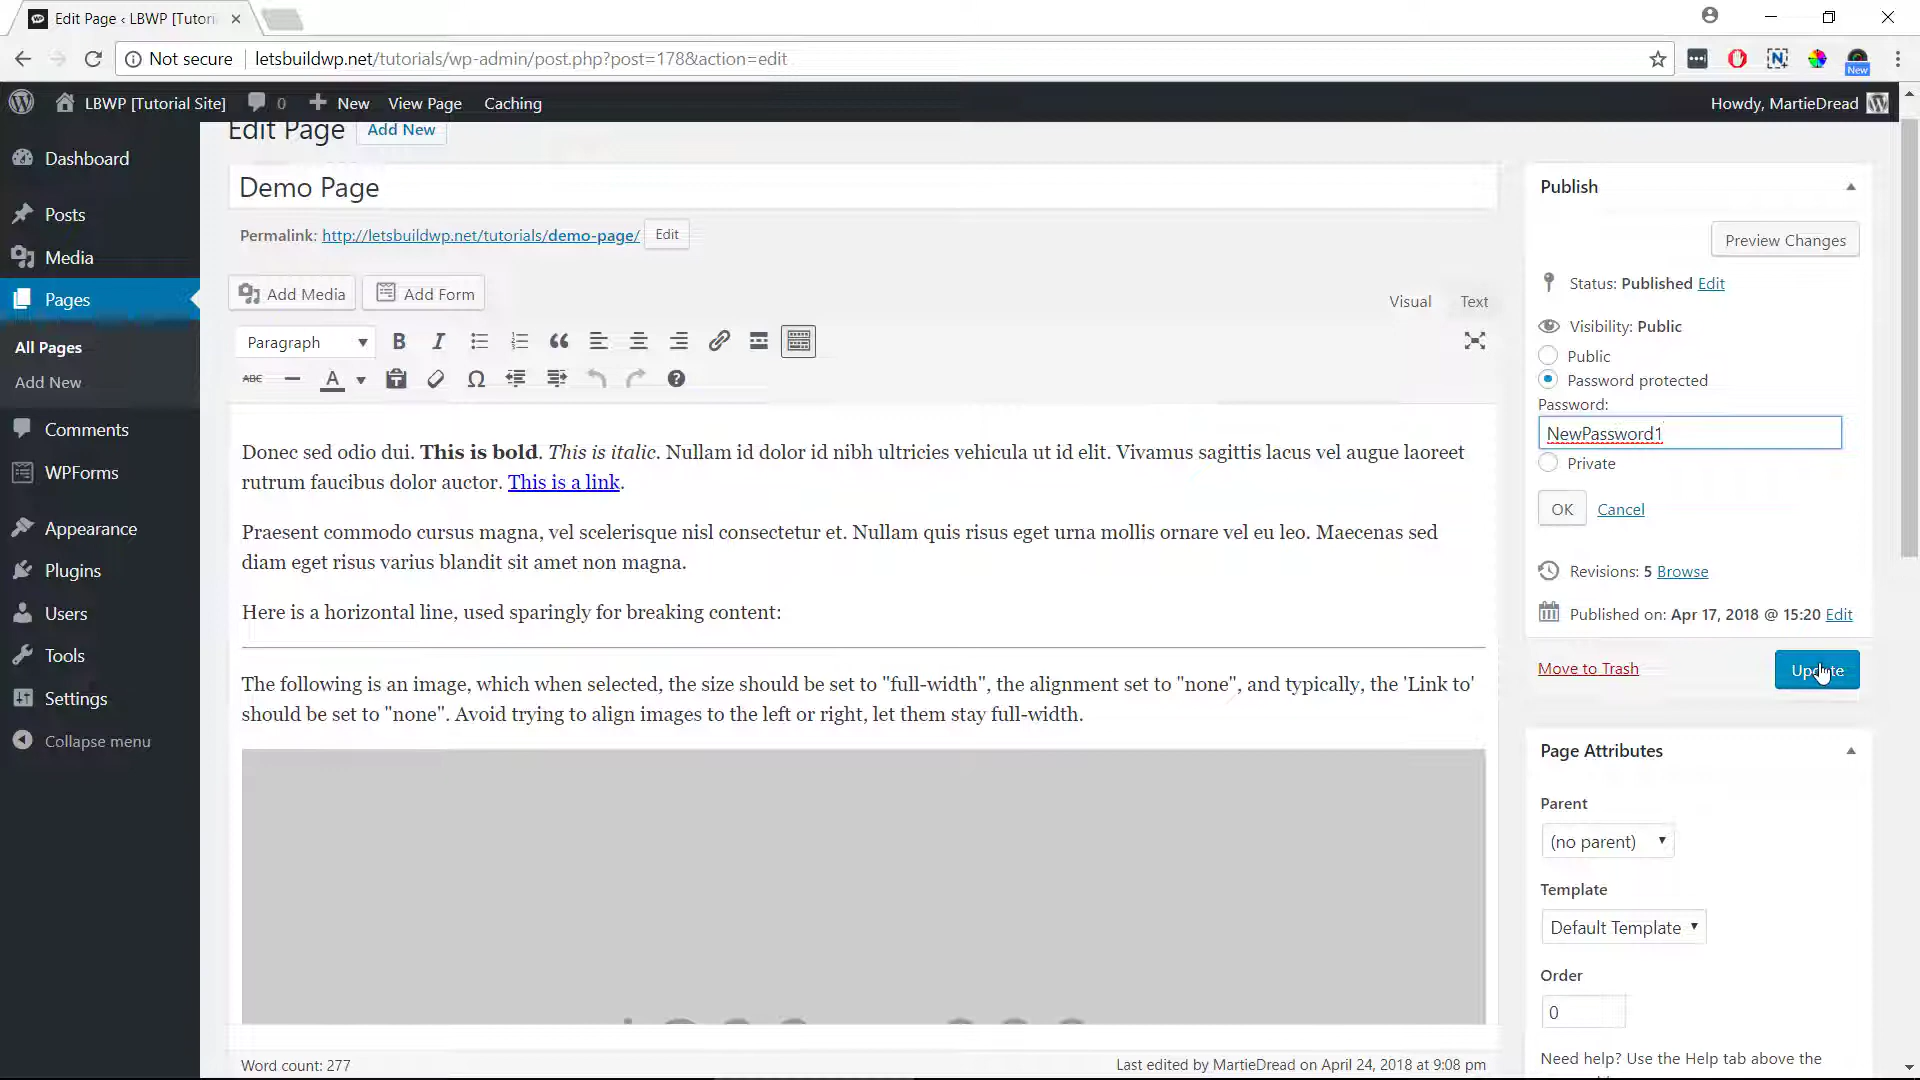 Edit Page ‹ LBWP [Tutori
Not secure letsbuildwp.net/tutorials/wp-admin/post.php?post=178&action=edit
New
LBWP [Tutorial Site] 0 New View Page Caching
Howdy, MartieDread
Dashboard
Posts
Media
Pages
All Pages
Add New
Comments
WPForms
Appearance
Plugins
Users
Tools
Settings
Collapse menu
Edit Page Add New
Demo Page
Permalink: http://letsbuildwp.net/tutorials/demo-page/ Edit
Add Media Add Form
Visual Text
Paragraph B I
ABC A
Donec sed odio dui. This is bold. This is italic. Nullam id dolor id nibh ultricies vehicula ut id elit. Vivamus sagittis lacus vel augue laoreet
rutrum faucibus dolor auctor. This is a link.
Praesent commodo cursus magna, vel scelerisque nisl consectetur et. Nullam quis risus eget urna mollis ornare vel eu leo. Maecenas sed
diam eget risus varius blandit sit amet non magna.
Here is a horizontal line, used sparingly for breaking content:
The following is an image, which when selected, the size should be set to "full-width", the alignment set to "none", and typically, the 'Link to'
should be set to "none". Avoid trying to align images to the left or right, let them stay full-width.
Word count: 277
Last edited by MartieDread on April 24, 2018 at 9:08 pm
Publish
Preview Changes
Status: Published Edit
Visibility: Public
Public
Password protected
Password:
NewPassword1
Private
OK Cancel
Revisions: 5 Browse
Published on: Apr 17, 2018 @ 15:20 Edit
Move to Trash Update
Page Attributes
Parent
(no parent)
Template
Default Template
Order
0
Need help? Use the Help tab above the